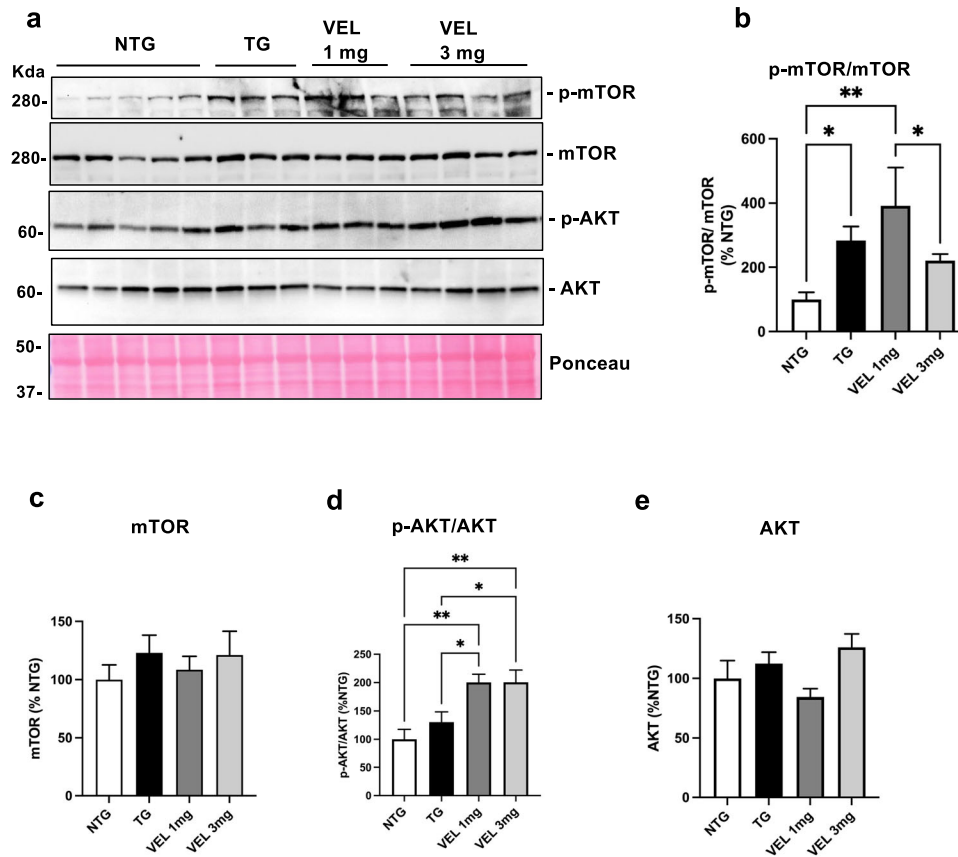 a
NTG
TG
VEL
1 mg
VEL
3 mg
Kda
280-
- p-mTOR
280-
- mTOR
60-
- p-AKT
60-
- AKT
50-
37-
Ponceau
b
p-mTOR/mTOR
**
*
*
p-mTOR/ mTOR
(% NTG)
600
400
200
0
NTG
TG
VEL 1mg
VEL 3mg
c
mTOR
mTOR (% NTG)
150
100
50
0
NTG
TG
VEL 1mg
VEL 3mg
d
p-AKT/AKT
**
*
**
*
p-AKT/AKT (%NTG)
250
200
150
100
50
0
NTG
TG
VEL 1mg
VEL 3mg
e
AKT
AKT (%NTG)
150
100
50
0
NTG
TG
VEL 1mg
VEL 3mg